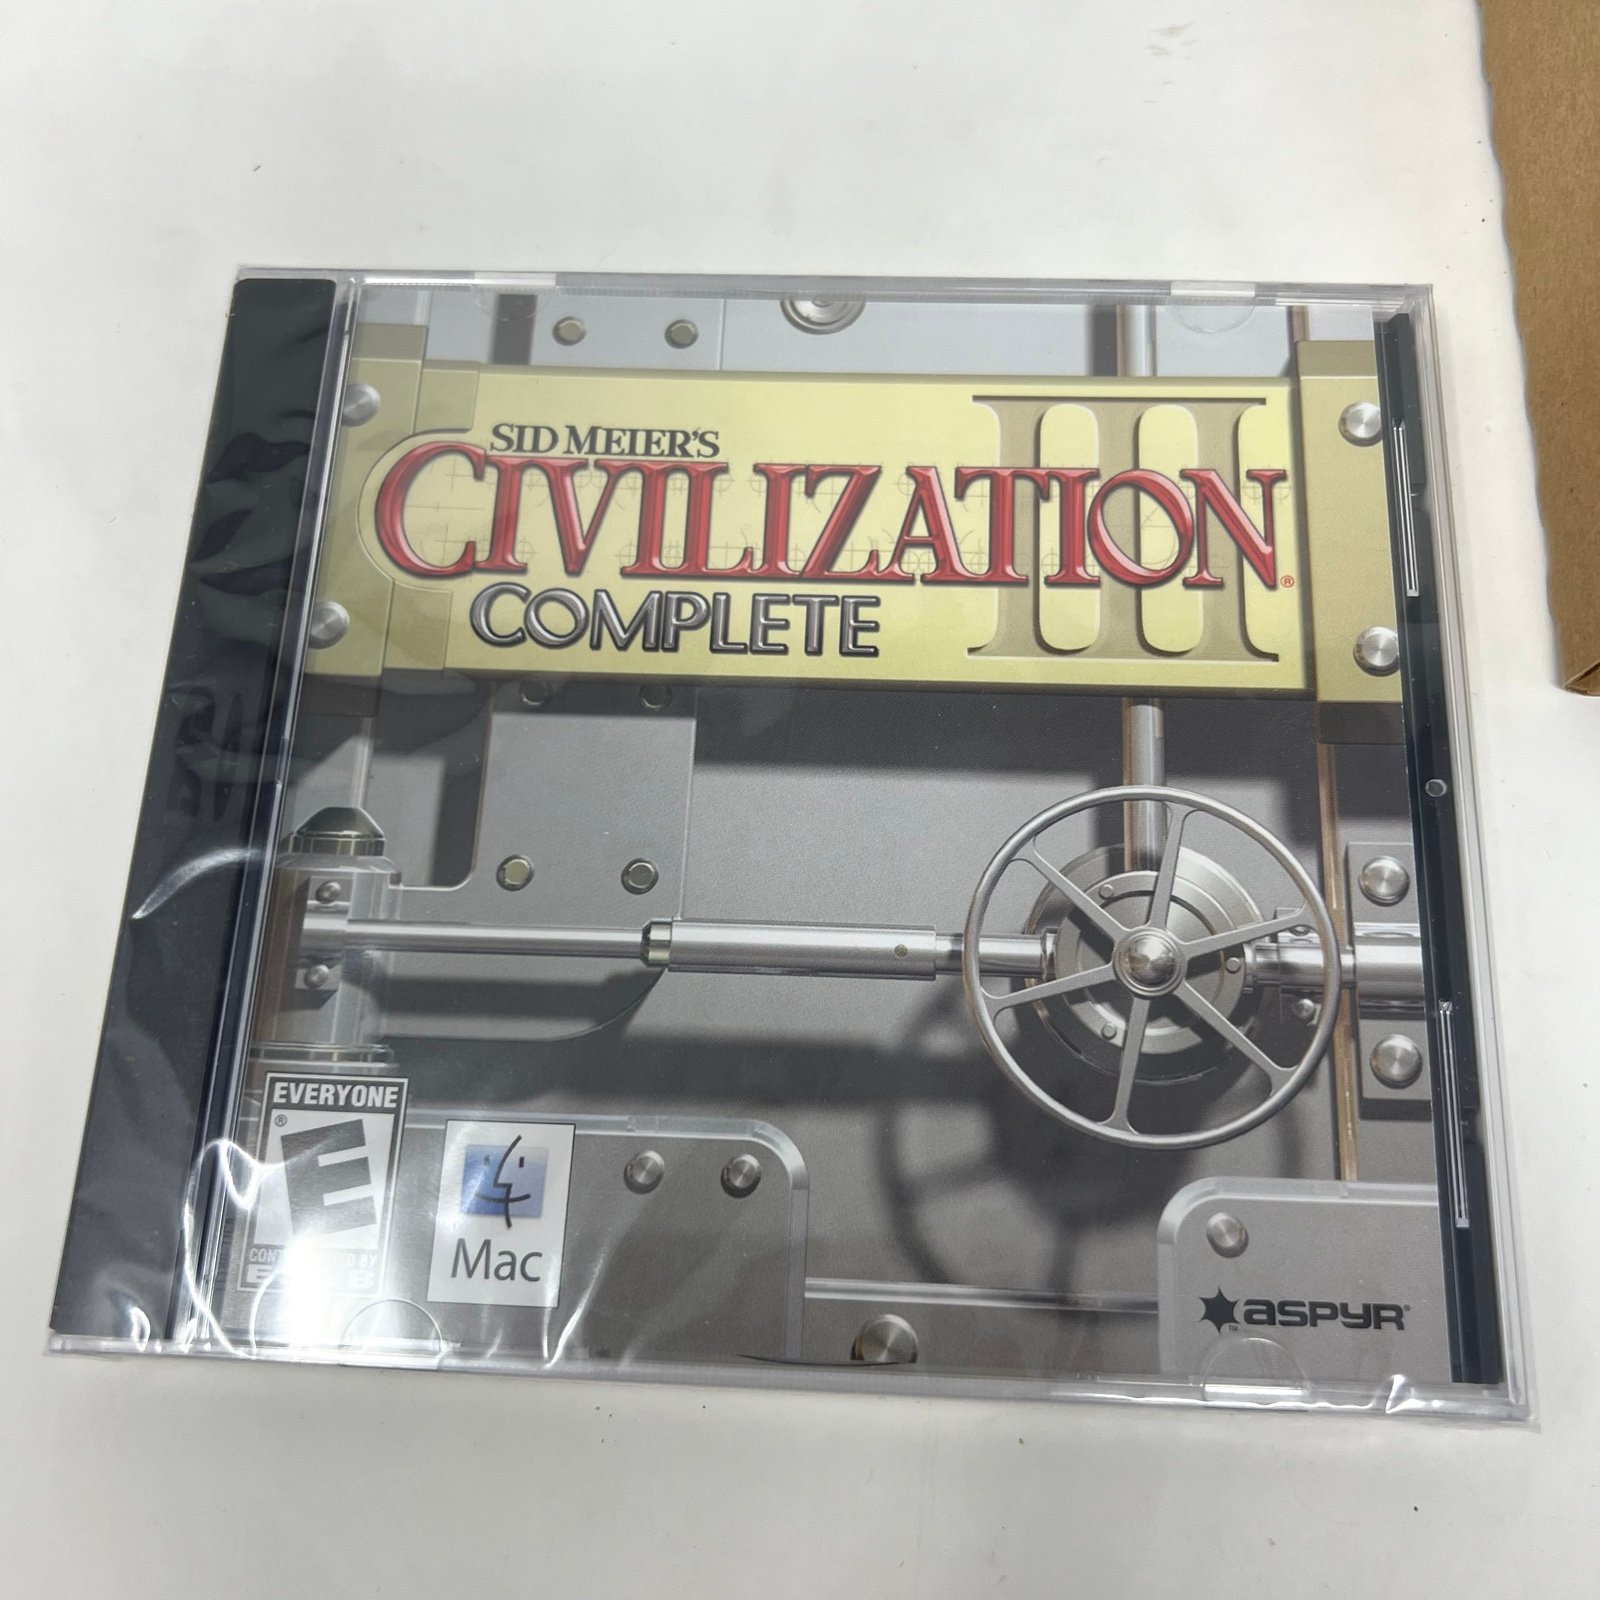 SID MEIER'S
CIVILIZATION®
III
COMPLETE
EVERYONE
E®
Mac
ASPYR®